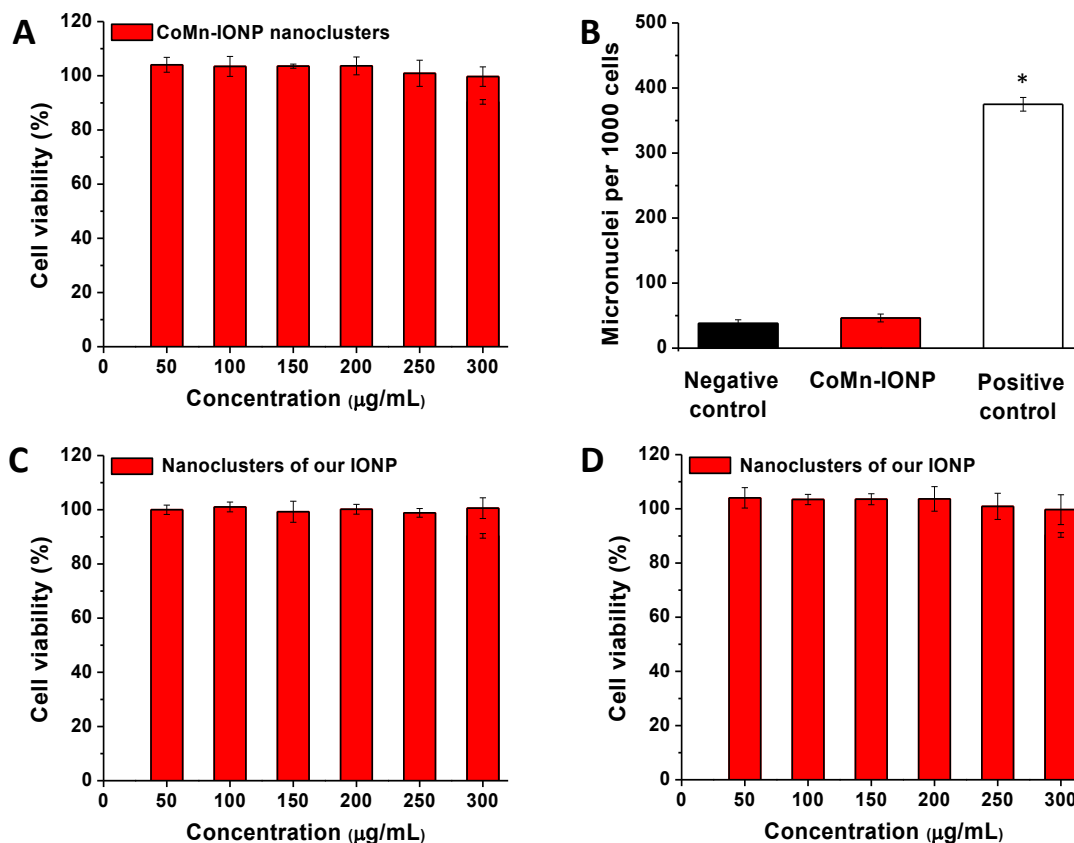 A
CoMn-IONP nanoclusters
Cell viability (%)
120
100
80
60
40
20
0
0 50 100 150 200 250 300
Concentration (μg/mL)
B
Micronuclei per 1000 cells
500
400
300
200
100
0
*
Negative control
CoMn-IONP
Positive control
C
Nanoclusters of our IONP
Cell viability (%)
120
100
80
60
40
20
0
0 50 100 150 200 250 300
Concentration (μg/mL)
D
Nanoclusters of our IONP
Cell viability (%)
120
100
80
60
40
20
0
0 50 100 150 200 250 300
Concentration (μg/mL)